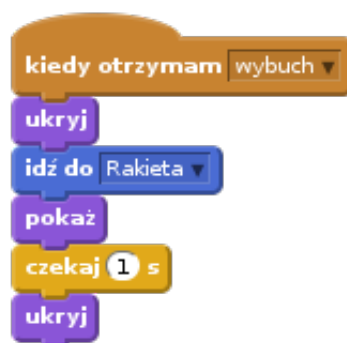 kiedy otrzymam wybuch
ukryj
idź do Rakieta
pokaż
czekaj 1 s
ukryj